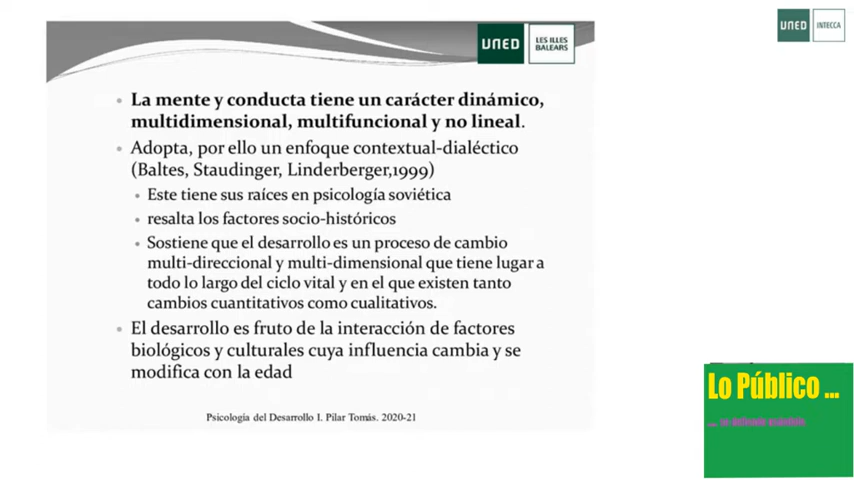 UNED
LES ILLES
BALEARS
UNED
INTECCA
• La mente y conducta tiene un carácter dinámico,
multidimensional, multifuncional y no lineal.
• Adopta, por ello un enfoque contextual-dialéctico
(Baltes, Staudinger, Linderberger,1999)
• Este tiene sus raíces en psicología soviética
• resalta los factores socio-históricos
• Sostiene que el desarrollo es un proceso de cambio
multi-direccional y multi-dimensional que tiene lugar a
todo lo largo del ciclo vital y en el que existen tanto
cambios cuantitativos como cualitativos.
• El desarrollo es fruto de la interacción de factores
biológicos y culturales cuya influencia cambia y se
modifica con la edad
Lo Público ...
Psicología del Desarrollo I. Pilar Tomás. 2020-21